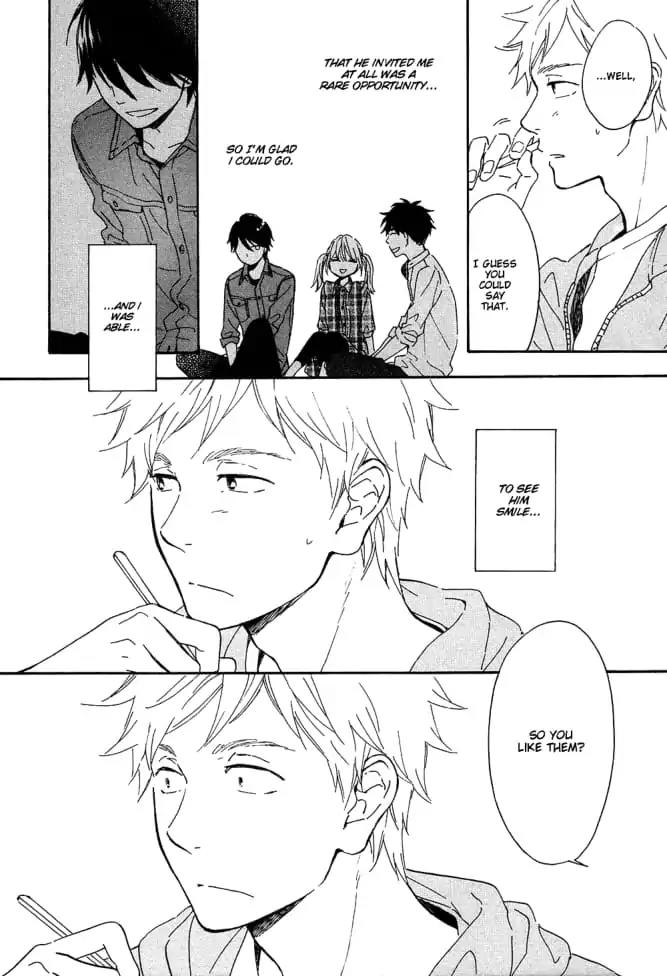 ...WELL,
I GUESS
YOU
COULD
SAY
THAT.
THAT HE INVITED ME
AT ALL WAS A
RARE OPPORTUNITY...
SO I'M GLAD
I COULD GO.
...AND I
WAS
ABLE...
TO SEE
HIM
SMILE...
SO YOU
LIKE THEM?